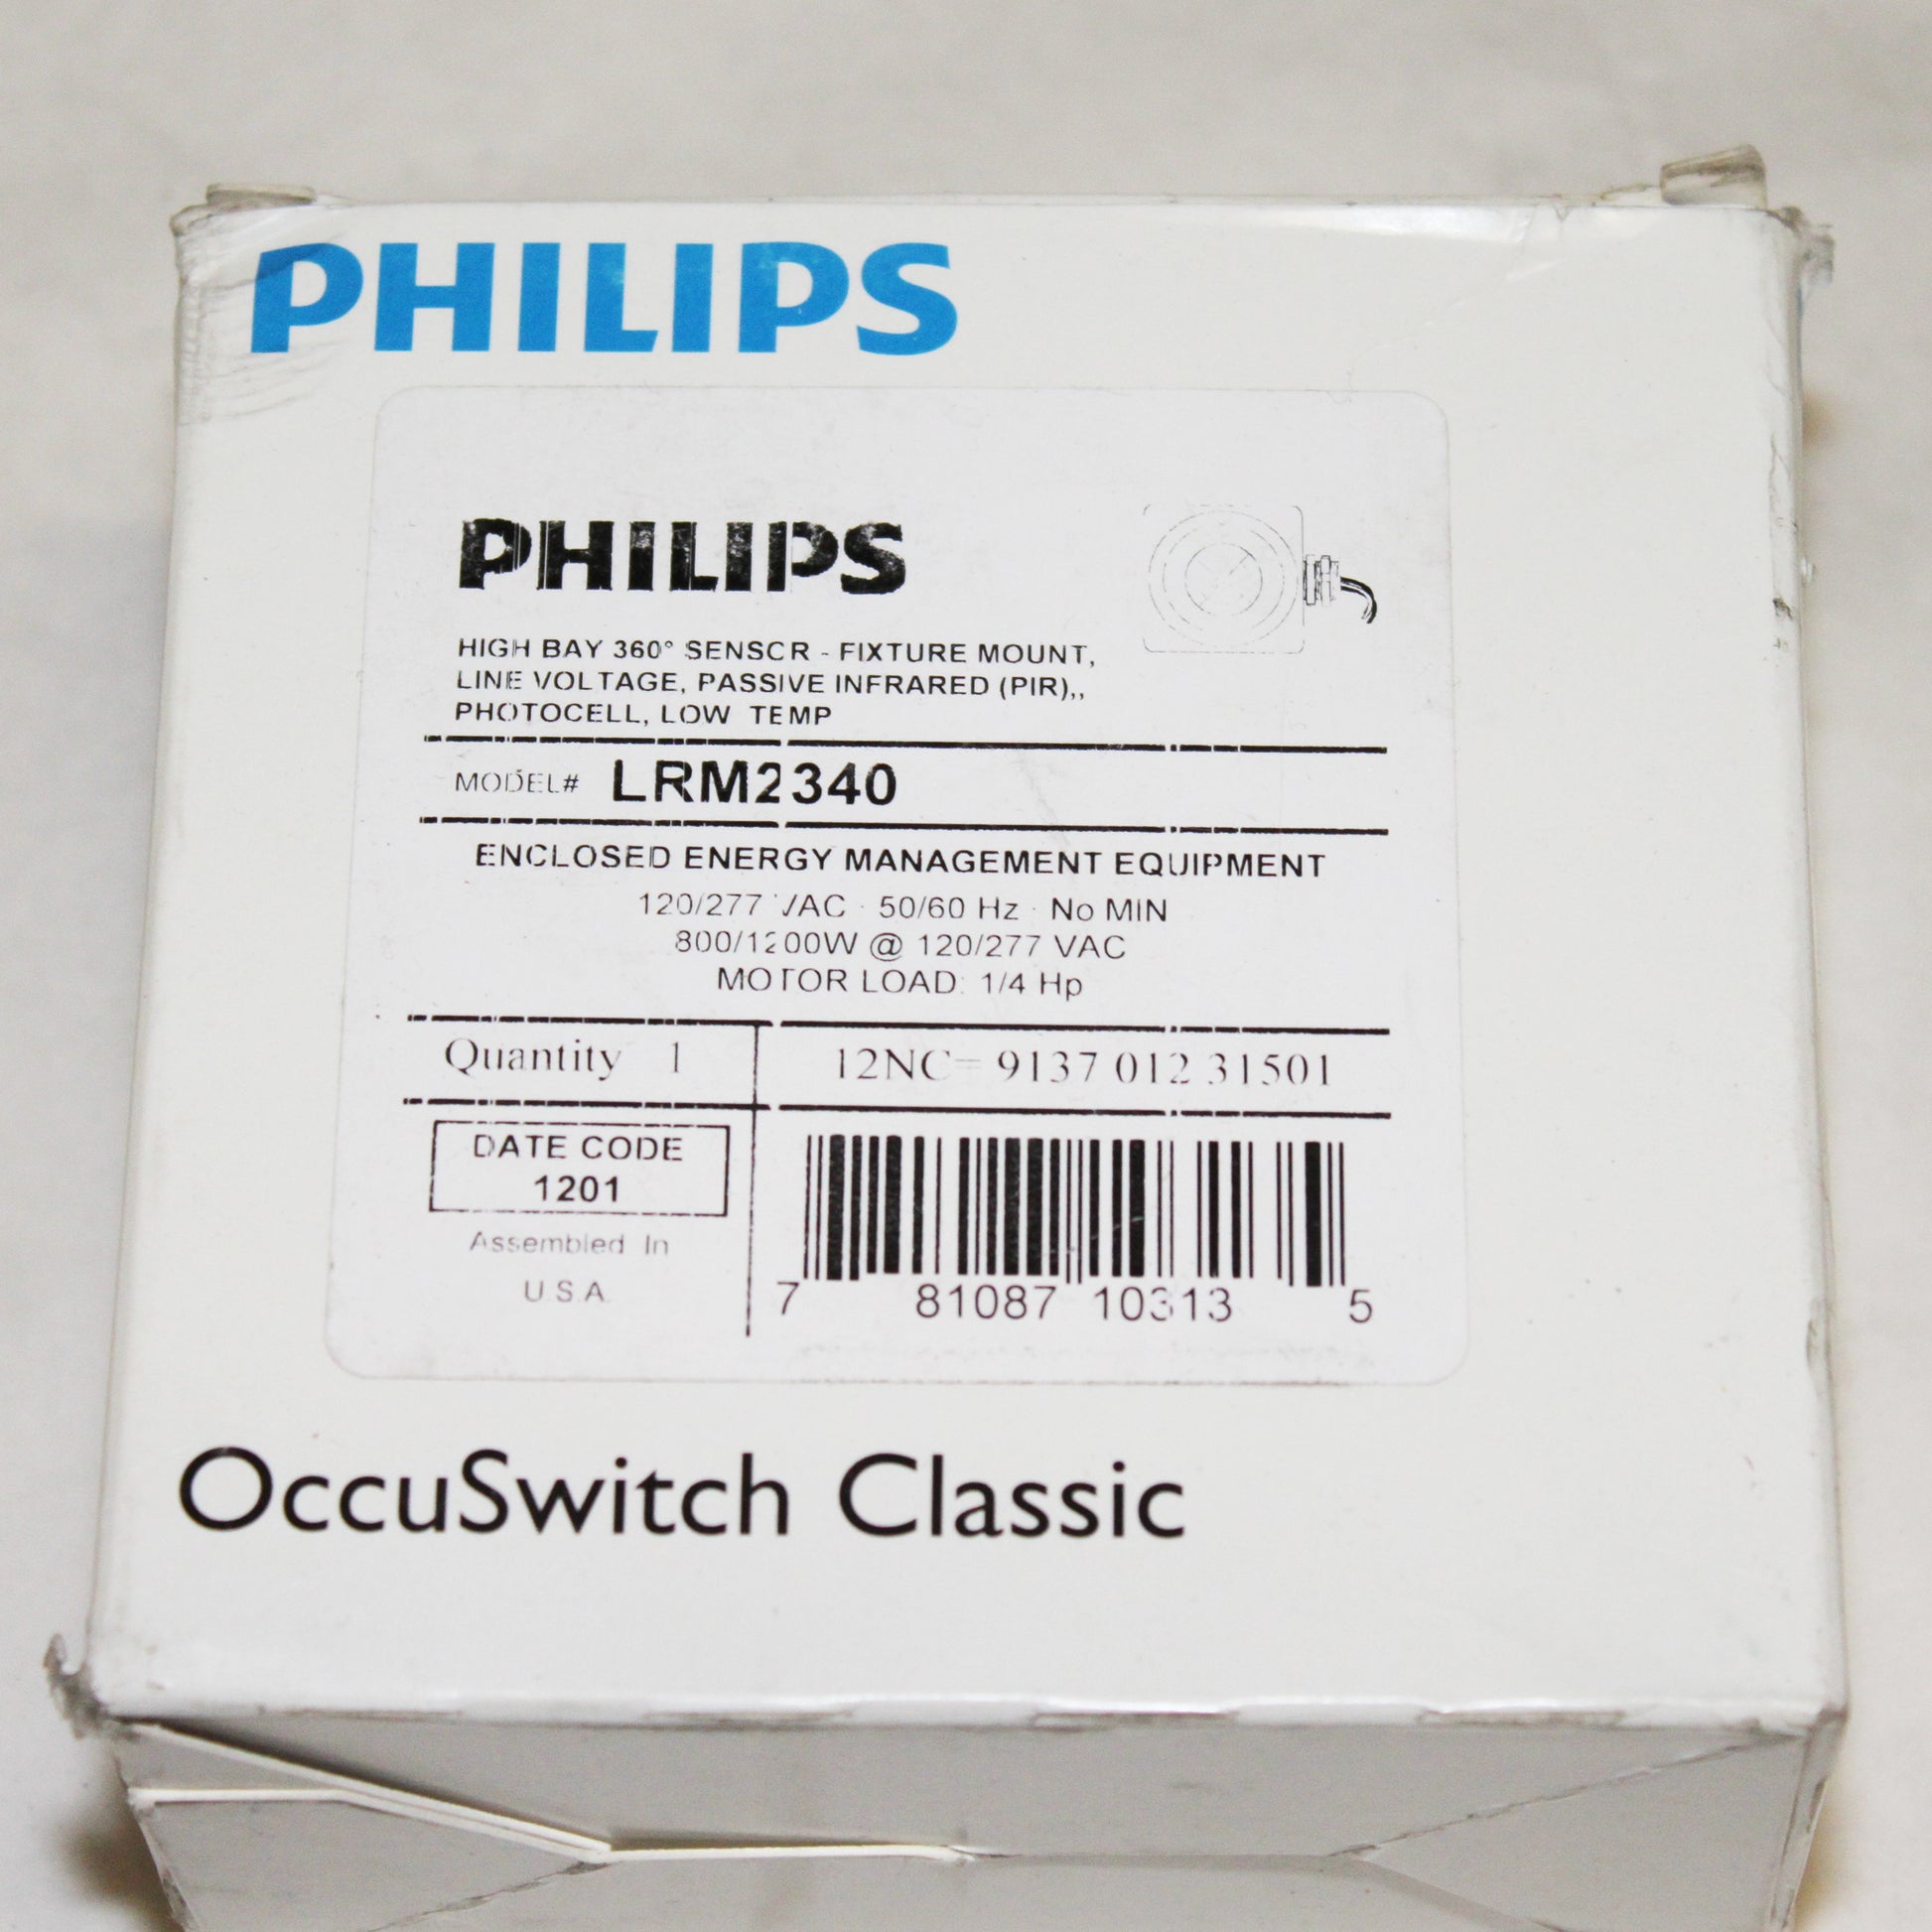 PHILIPS
PHILIPS
HIGH BAY 360° SENSOR - FIXTURE MOUNT,
LINE VOLTAGE, PASSIVE INFRARED (PIR),,
PHOTOCELL, LOW TEMP
MODEL# LRM2340
ENCLOSED ENERGY MANAGEMENT EQUIPMENT
120/277 VAC · 50/60 Hz · No MIN
800/1200W @ 120/277 VAC
MOTOR LOAD: 1/4 Hp
Quantity 1
12NC= 9137 012 31501
DATE CODE
1201
Assembled In
U.S.A.
7 81087 10313 5
OccuSwitch Classic